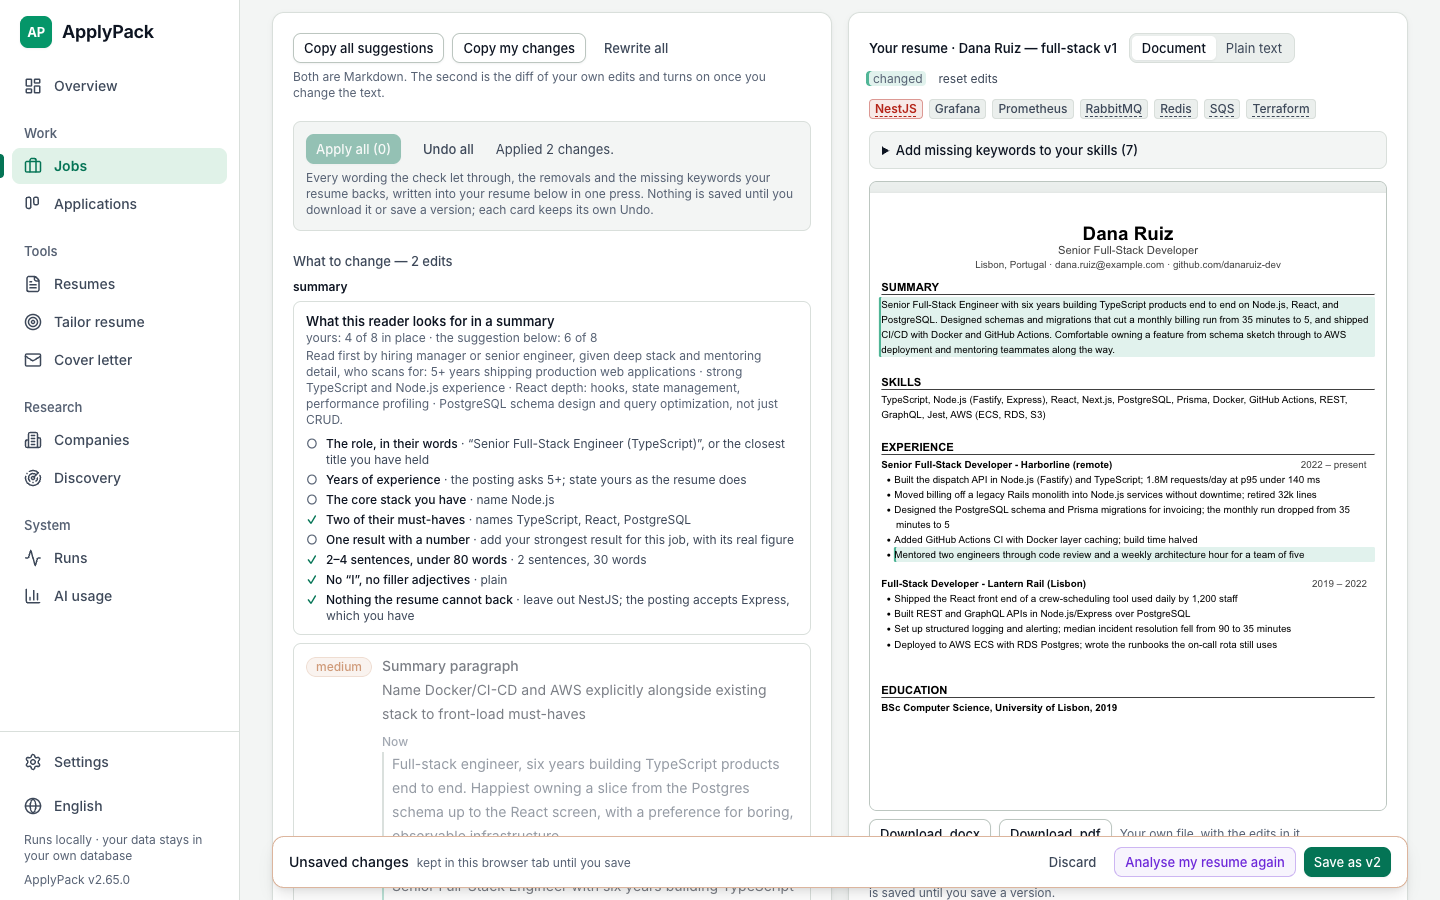 AP ApplyPack
Overview
Work
Jobs
Applications
Tools
Resumes
Tailor resume
Cover letter
Research
Companies
Discovery
System
Runs
AI usage
Settings
English
Runs locally · your data stays in
your own database
ApplyPack v2.65.0
Copy all suggestions Copy my changes Rewrite all
Both are Markdown. The second is the diff of your own edits and turns on once you
change the text.
Apply all (0) Undo all Applied 2 changes.
Every wording the check let through, the removals and the missing keywords your
resume backs, written into your resume below in one press. Nothing is saved until you
download it or save a version; each card keeps its own Undo.
What to change — 2 edits
summary
What this reader looks for in a summary
yours: 4 of 8 in place · the suggestion below: 6 of 8
Read first by hiring manager or senior engineer, given deep stack and mentoring
detail, who scans for: 5+ years shipping production web applications · strong
TypeScript and Node.js experience · React depth: hooks, state management,
performance profiling · PostgreSQL schema design and query optimization, not just
CRUD.
The role, in their words · “Senior Full-Stack Engineer (TypeScript)”, or the closest
title you have held
Years of experience · the posting asks 5+; state yours as the resume does
The core stack you have · name Node.js
Two of their must-haves · names TypeScript, React, PostgreSQL
One result with a number · add your strongest result for this job, with its real figure
2–4 sentences, under 80 words · 2 sentences, 30 words
No “I”, no filler adjectives · plain
Nothing the resume cannot back · leave out NestJS; the posting accepts Express,
which you have
medium Summary paragraph
Name Docker/CI-CD and AWS explicitly alongside existing
stack to front-load must-haves
Now
Full-stack engineer, six years building TypeScript products
end to end. Happiest owning a slice from the Postgres
schema up to the React screen, with a preference for boring,
observable infrastructure.
Senior Full-Stack Engineer with six years building TypeScript
Your resume · Dana Ruiz — full-stack v1 Document Plain text
changed reset edits
NestJS Grafana Prometheus RabbitMQ Redis SQS Terraform
▶ Add missing keywords to your skills (7)
Dana Ruiz
Senior Full-Stack Developer
Lisbon, Portugal · dana.ruiz@example.com · github.com/danaruiz-dev
SUMMARY
Senior Full-Stack Engineer with six years building TypeScript products end to end on Node.js, React, and
PostgreSQL. Designed schemas and migrations that cut a monthly billing run from 35 minutes to 5, and shipped
CI/CD with Docker and GitHub Actions. Comfortable owning a feature from schema sketch through to AWS
deployment and mentoring teammates along the way.
SKILLS
TypeScript, Node.js (Fastify, Express), React, Next.js, PostgreSQL, Prisma, Docker, GitHub Actions, REST,
GraphQL, Jest, AWS (ECS, RDS, S3)
EXPERIENCE
Senior Full-Stack Developer - Harborline (remote) 2022 – present
• Built the dispatch API in Node.js (Fastify) and TypeScript; 1.8M requests/day at p95 under 140 ms
• Moved billing off a legacy Rails monolith into Node.js services without downtime; retired 32k lines
• Designed the PostgreSQL schema and Prisma migrations for invoicing; the monthly run dropped from 35
minutes to 5
• Added GitHub Actions CI with Docker layer caching; build time halved
• Mentored two engineers through code review and a weekly architecture hour for a team of five
Full-Stack Developer - Lantern Rail (Lisbon) 2019 – 2022
• Shipped the React front end of a crew-scheduling tool used daily by 1,200 staff
• Built REST and GraphQL APIs in Node.js/Express over PostgreSQL
• Set up structured logging and alerting; median incident resolution fell from 90 to 35 minutes
• Deployed to AWS ECS with RDS Postgres; wrote the runbooks the on-call rota still uses
EDUCATION
BSc Computer Science, University of Lisbon, 2019
Download .docx Download .pdf Your own file, with the edits in it
is saved until you save a version.
Unsaved changes kept in this browser tab until you save
Discard Analyse my resume again Save as v2